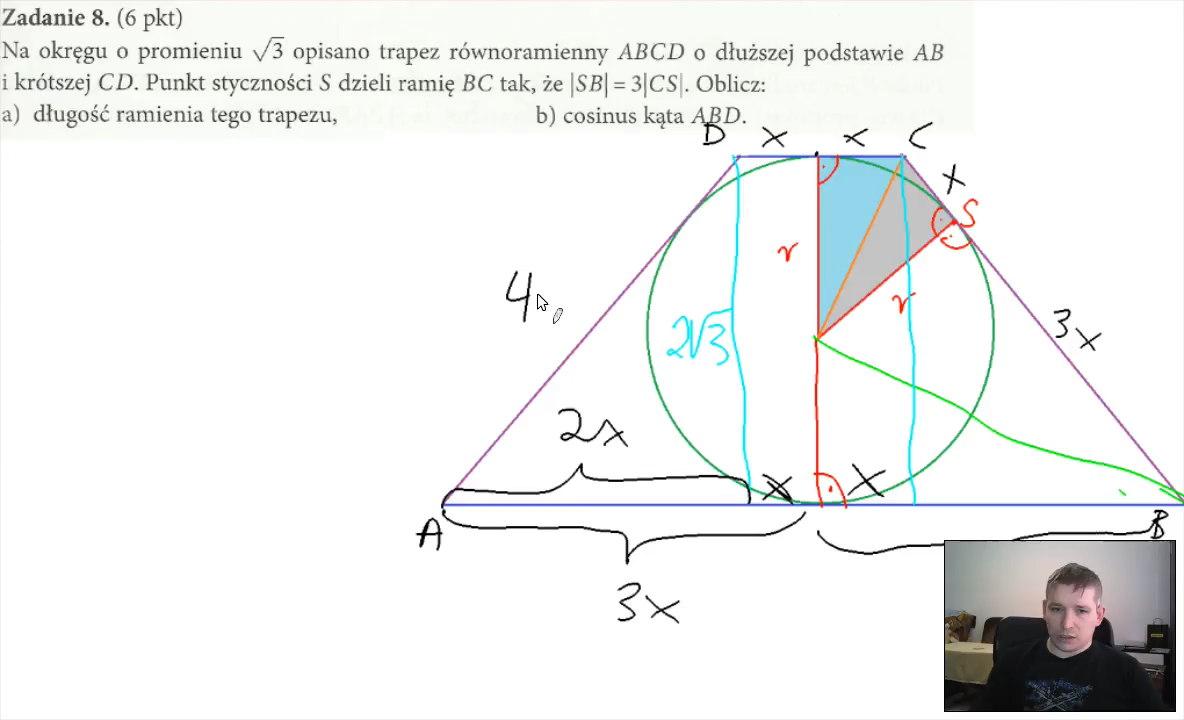 Zadanie 8. (6 pkt)
Na okręgu o promieniu √3 opisano trapez równoramienny ABCD o dłuższej podstawie AB
i krótszej CD. Punkt styczności S dzieli ramię BC tak, że |SB| = 3|CS|. Oblicz:
a) długość ramienia tego trapezu,
b) cosinus kąta ABD.
D x x C
x
S
r
r
4
2√3
3x
2x
x x
A
B
3x